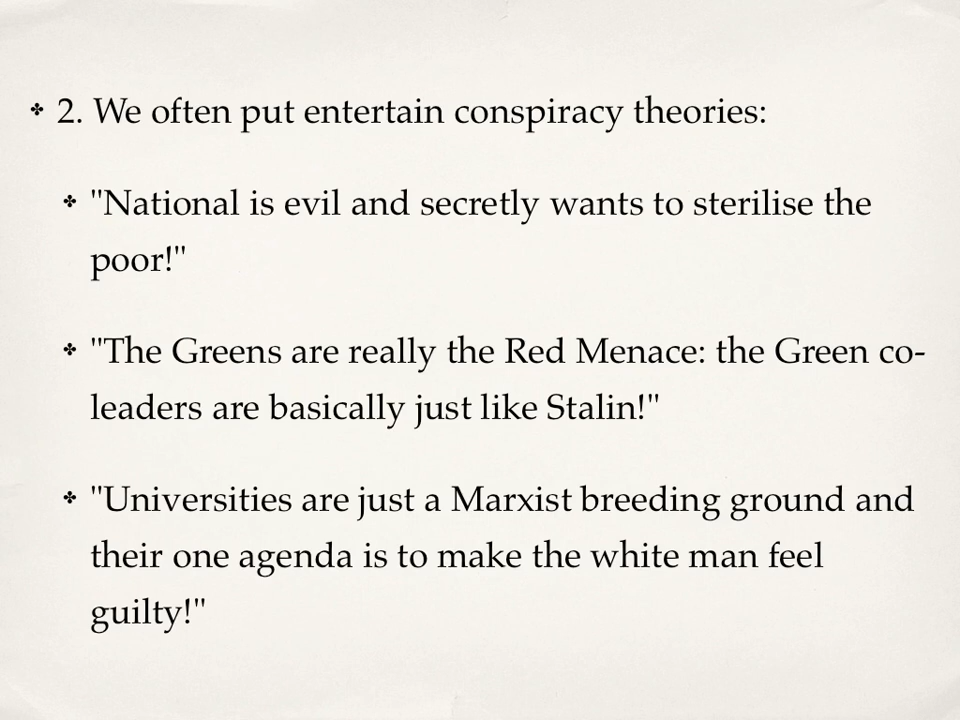 2. We often put entertain conspiracy theories:
"National is evil and secretly wants to sterilise the
poor!"
"The Greens are really the Red Menace: the Green co-
leaders are basically just like Stalin!"
"Universities are just a Marxist breeding ground and
their one agenda is to make the white man feel
guilty!"